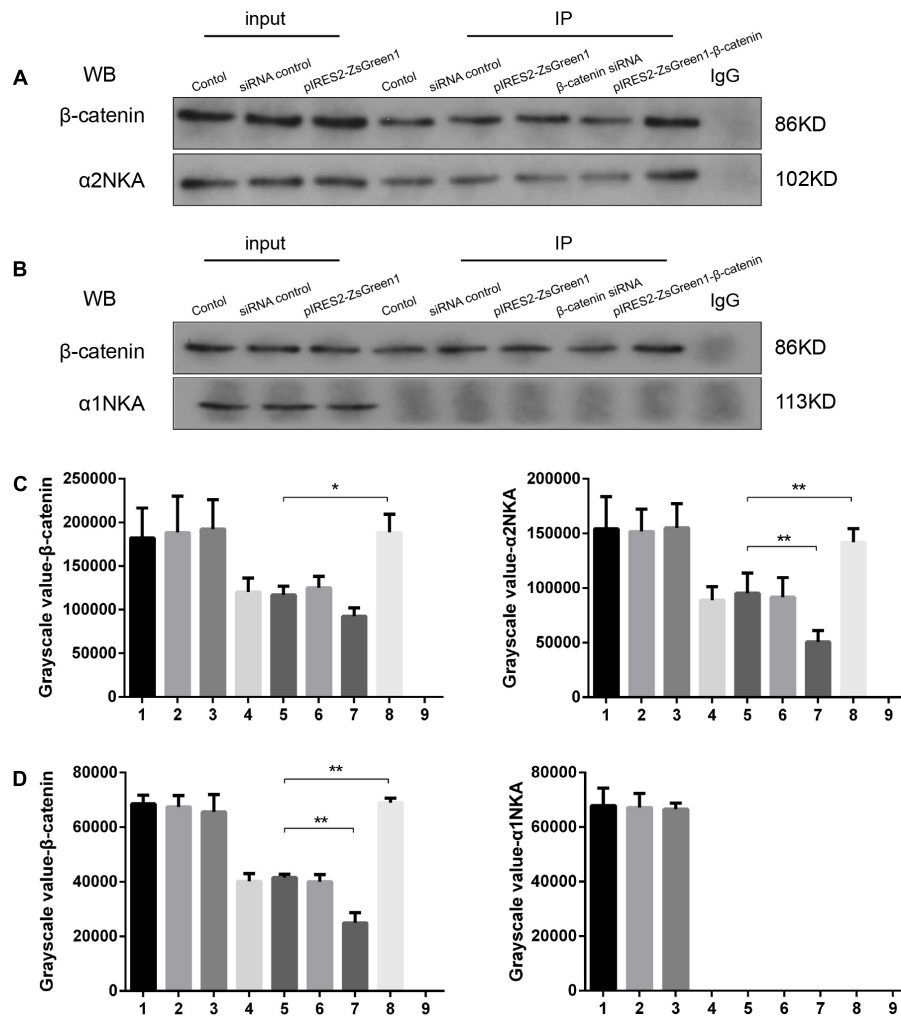 input IP
A WB Contol siRNA control pIRES2-ZsGreen1 Contol siRNA control pIRES2-ZsGreen1 β-catenin siRNA pIRES2-ZsGreen1-β-catenin IgG
β-catenin 86KD
α2NKA 102KD
input IP
B WB Contol siRNA control pIRES2-ZsGreen1 Contol siRNA control pIRES2-ZsGreen1 β-catenin siRNA pIRES2-ZsGreen1-β-catenin IgG
β-catenin 86KD
α1NKA 113KD
C
Grayscale value-β-catenin
250000
200000
150000
100000
50000
0
*
1 2 3 4 5 6 7 8 9
Grayscale value-α2NKA
200000
150000
100000
50000
0
**
**
1 2 3 4 5 6 7 8 9
D
Grayscale value-β-catenin
80000
60000
40000
20000
0
**
**
1 2 3 4 5 6 7 8 9
Grayscale value-α1NKA
80000
60000
40000
20000
0
1 2 3 4 5 6 7 8 9